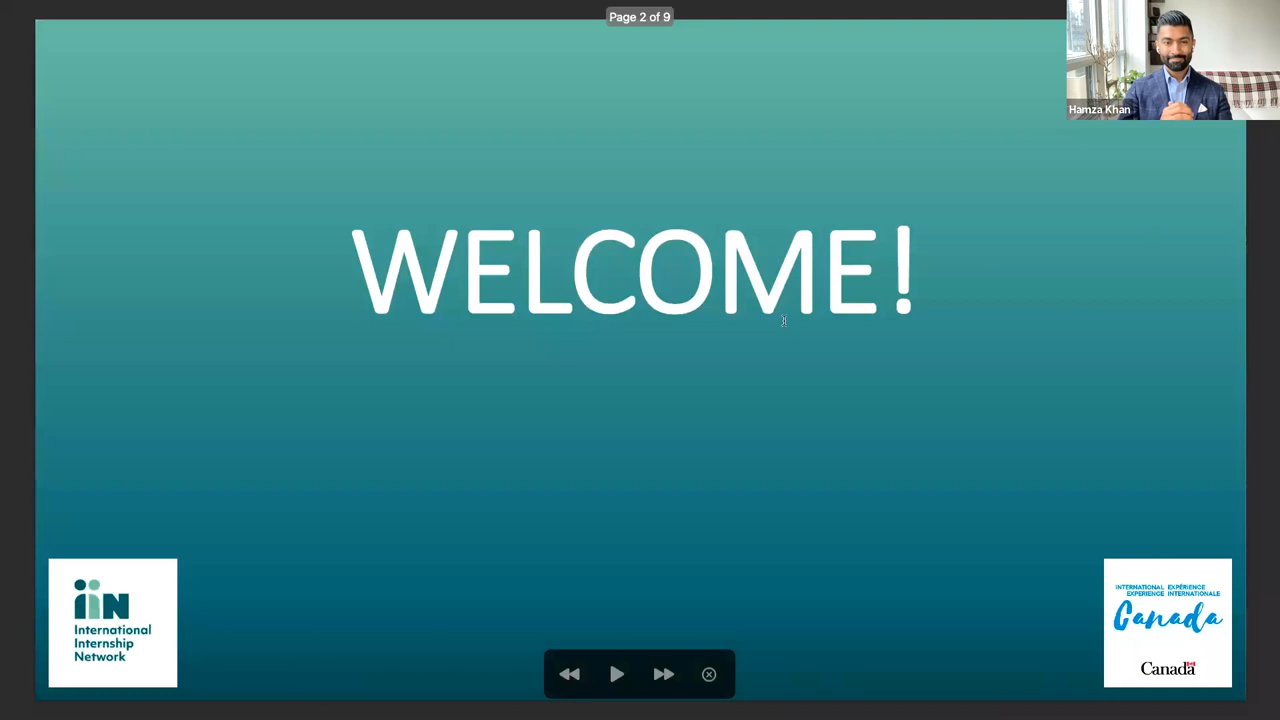 Page 2 of 9
Hamza Khan
WELCOME!
iiN
International
Internship
Network
INTERNATIONAL EXPÉRIENCE
EXPERIENCE INTERNATIONALE
Canada
Canada